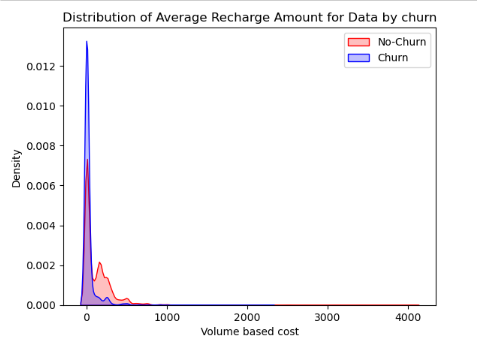 Distribution of Average Recharge Amount for Data by churn
No-Churn
Churn
0.012
0.010
0.008
0.006
0.004
0.002
0.000
Density
0 1000 2000 3000 4000
Volume based cost